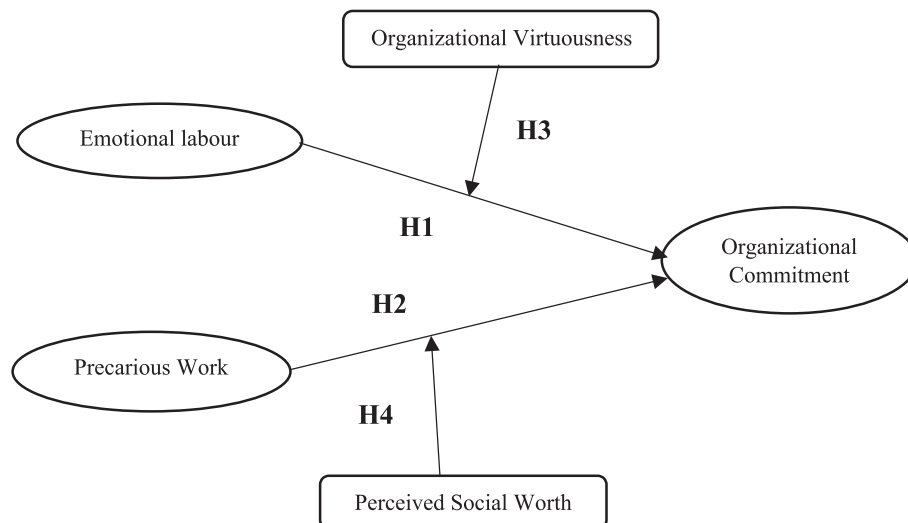 Organizational Virtuousness
Emotional labour
H3
H1
Organizational
Commitment
H2
Precarious Work
H4
Perceived Social Worth